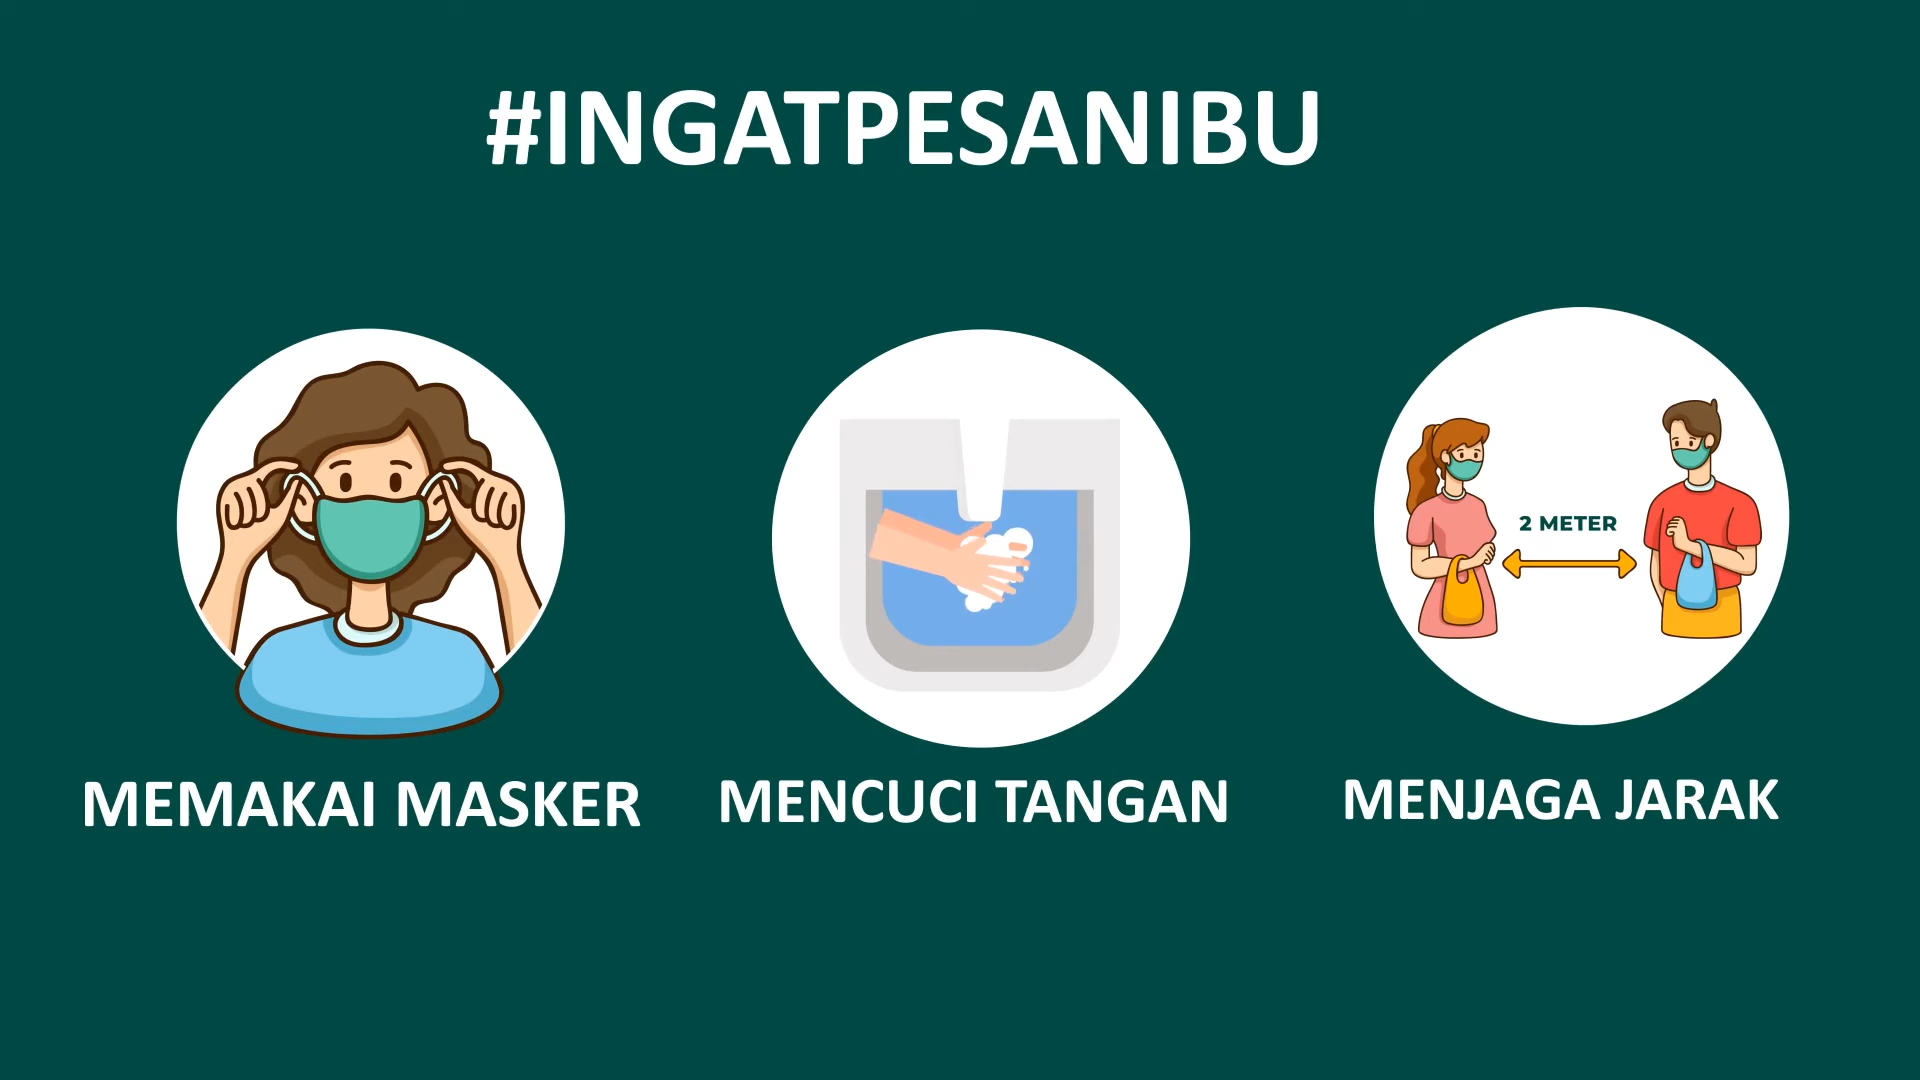 #INGATPESANIBU
2 METER
MEMAKAI MASKER
MENCUCI TANGAN
MENJAGA JARAK